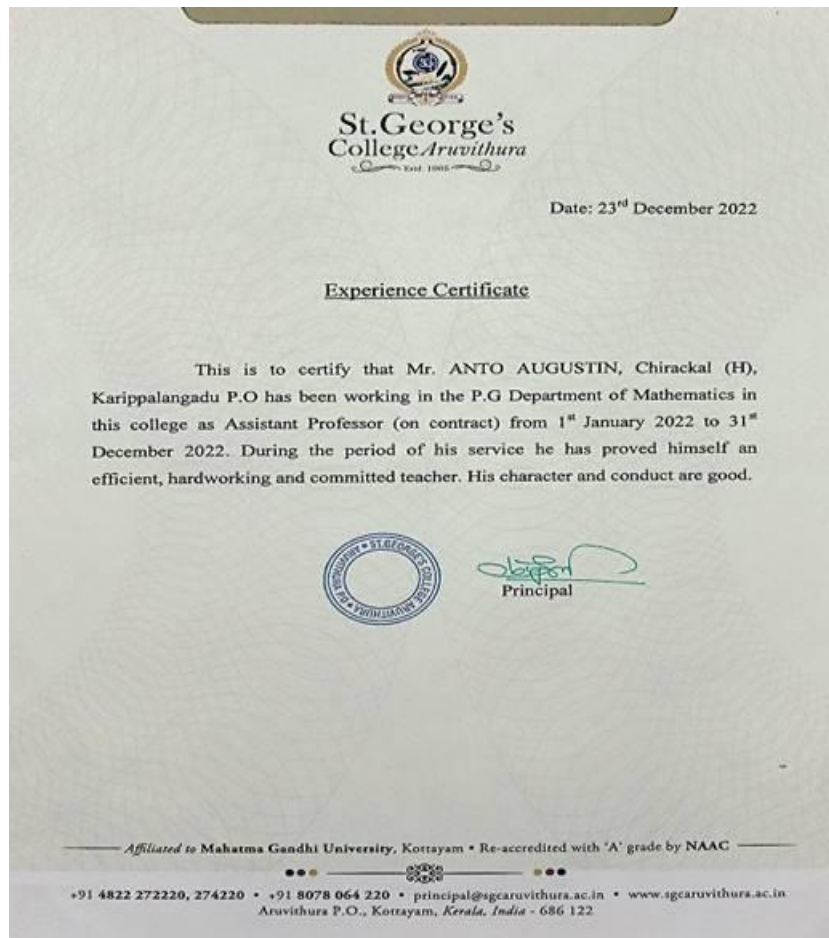 St.George's
College Aruvithura
Estd. 1965
Date: 23rd December 2022
Experience Certificate
This is to certify that Mr. ANTO AUGUSTIN, Chirackal (H),
Karippalangadu P.O has been working in the P.G Department of Mathematics in
this college as Assistant Professor (on contract) from 1st January 2022 to 31st
December 2022. During the period of his service he has proved himself an
efficient, hardworking and committed teacher. His character and conduct are good.
ST.GEORGE'S COLLEGE ARUVITHURA • ARUVITHURA P.O •
Principal
Affiliated to Mahatma Gandhi University, Kottayam • Re-accredited with 'A' grade by NAAC
+91 4822 272220, 274220 • +91 8078 064 220 • principal@sgcaruvithura.ac.in • www.sgcaruvithura.ac.in
Aruvithura P.O., Kottayam, Kerala, India - 686 122